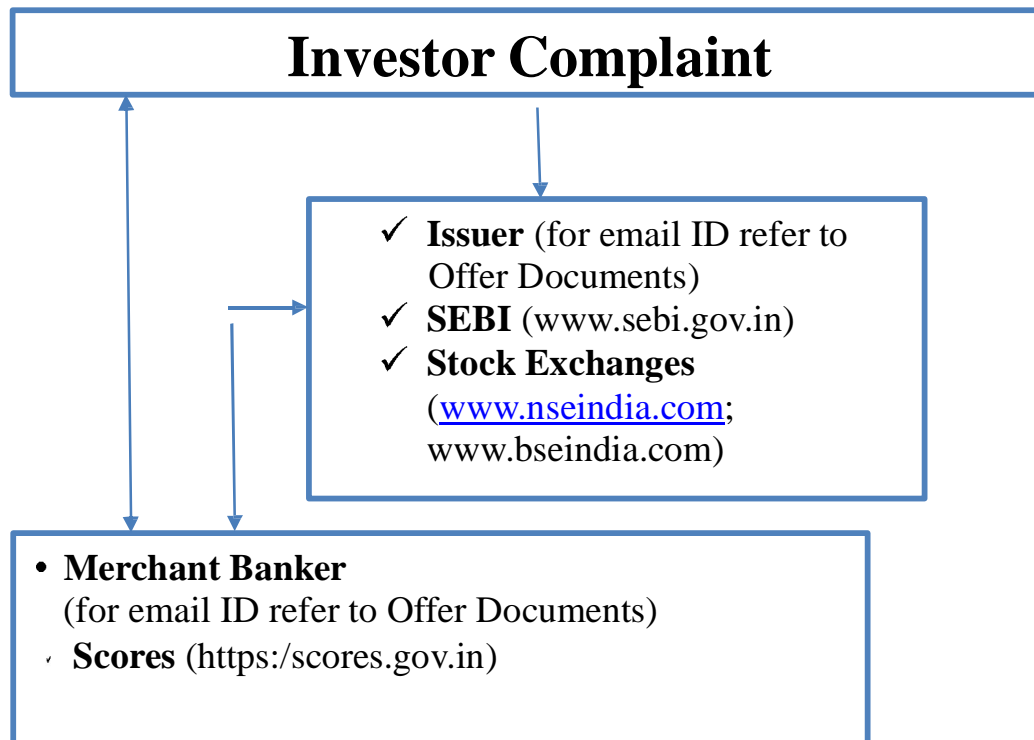 Investor Complaint
✓ Issuer (for email ID refer to
Offer Documents)
✓ SEBI (www.sebi.gov.in)
✓ Stock Exchanges
(www.nseindia.com;
www.bseindia.com)
• Merchant Banker
(for email ID refer to Offer Documents)
✓ Scores (https:/scores.gov.in)